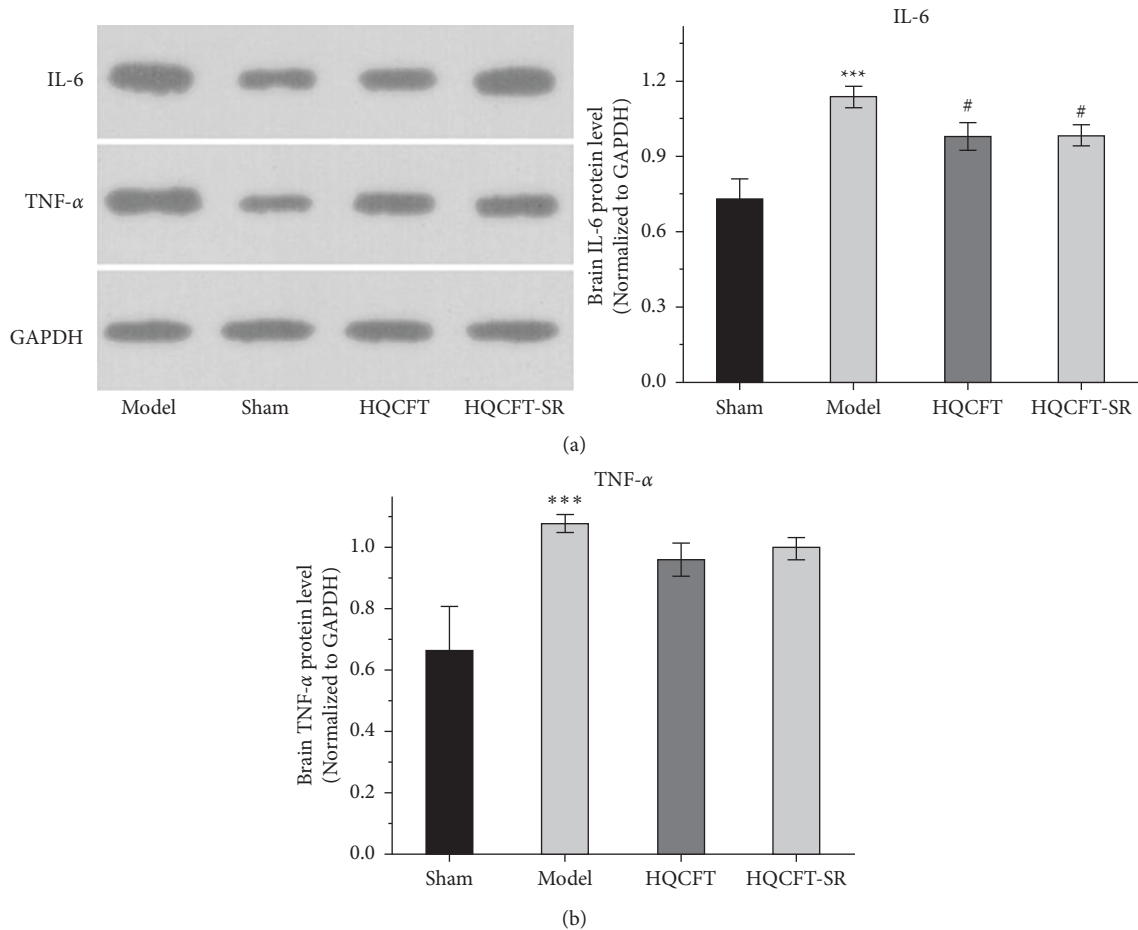 IL-6
TNF-α
GAPDH
Model Sham HQCFT HQCFT-SR
IL-6
Brain IL-6 protein level
(Normalized to GAPDH)
1.2
0.9
0.6
0.3
0.0
***
#
#
Sham Model HQCFT HQCFT-SR
(a)
TNF-α
Brain TNF-α protein level
(Normalized to GAPDH)
1.0
0.8
0.6
0.4
0.2
0.0
***
Sham Model HQCFT HQCFT-SR
(b)